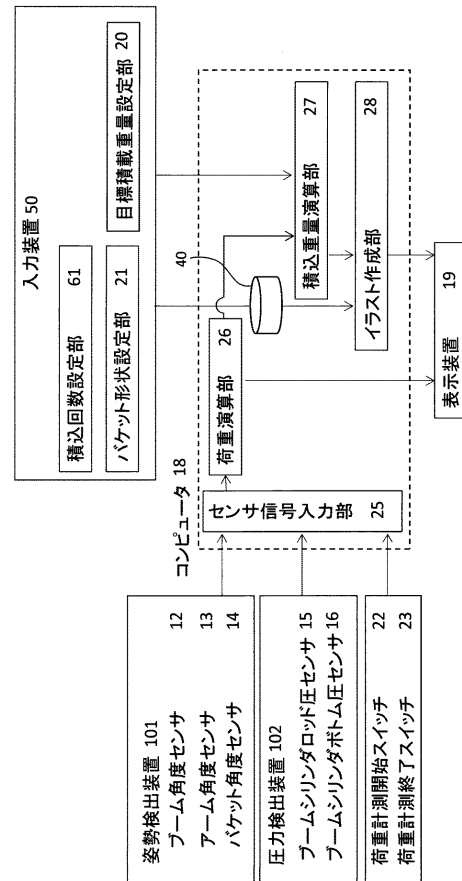 入力装置 50
積込回数設定部 61
バケット形状設定部 21
目標積載重量設定部 20
コンピュータ 18
荷重演算部 26
40
積込重量演算部 27
イラスト作成部 28
センサ信号入力部 25
表示装置 19
姿勢検出装置 101
ブーム角度センサ 12
アーム角度センサ 13
バケット角度センサ 14
圧力検出装置 102
ブームシリンダロッド圧センサ 15
ブームシリンダボトム圧センサ 16
荷重計測開始スイッチ 22
荷重計測終了スイッチ 23